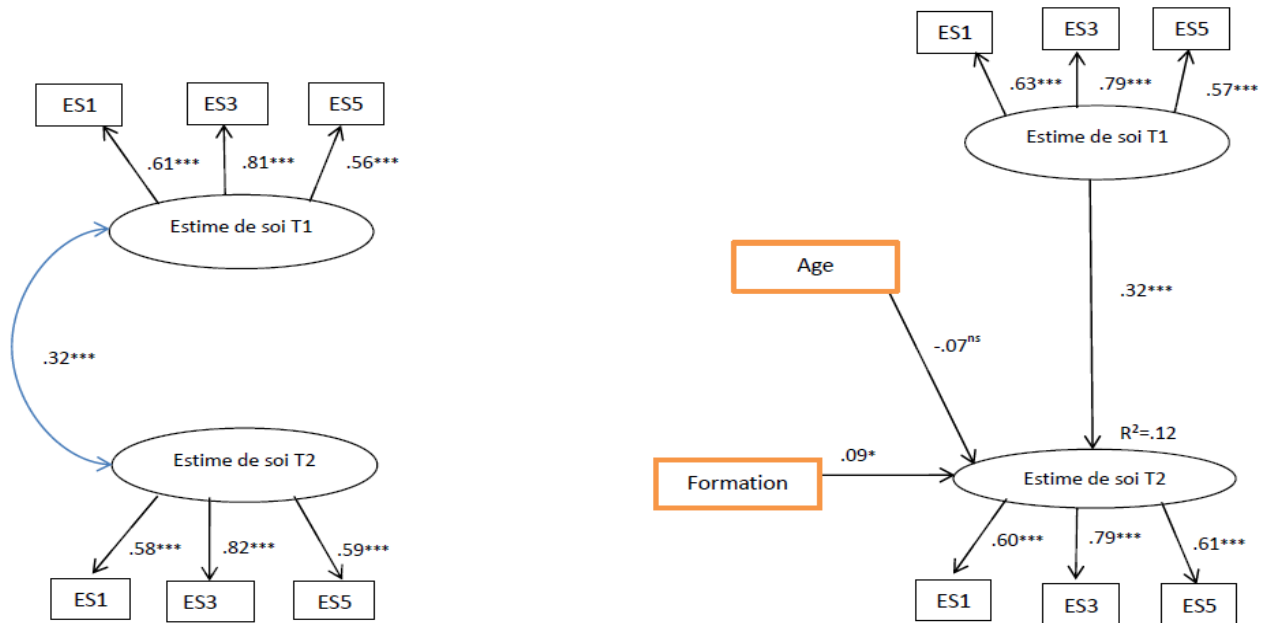 ES1 ES3 ES5
.61*** .81*** .56***
Estime de soi T1
.32***
Estime de soi T2
.58*** .82*** .59***
ES1 ES3 ES5
ES1 ES3 ES5
.63*** .79*** .57***
Estime de soi T1
Age
.32***
-.07ns
R²=.12
Formation
.09*
Estime de soi T2
.60*** .79*** .61***
ES1 ES3 ES5